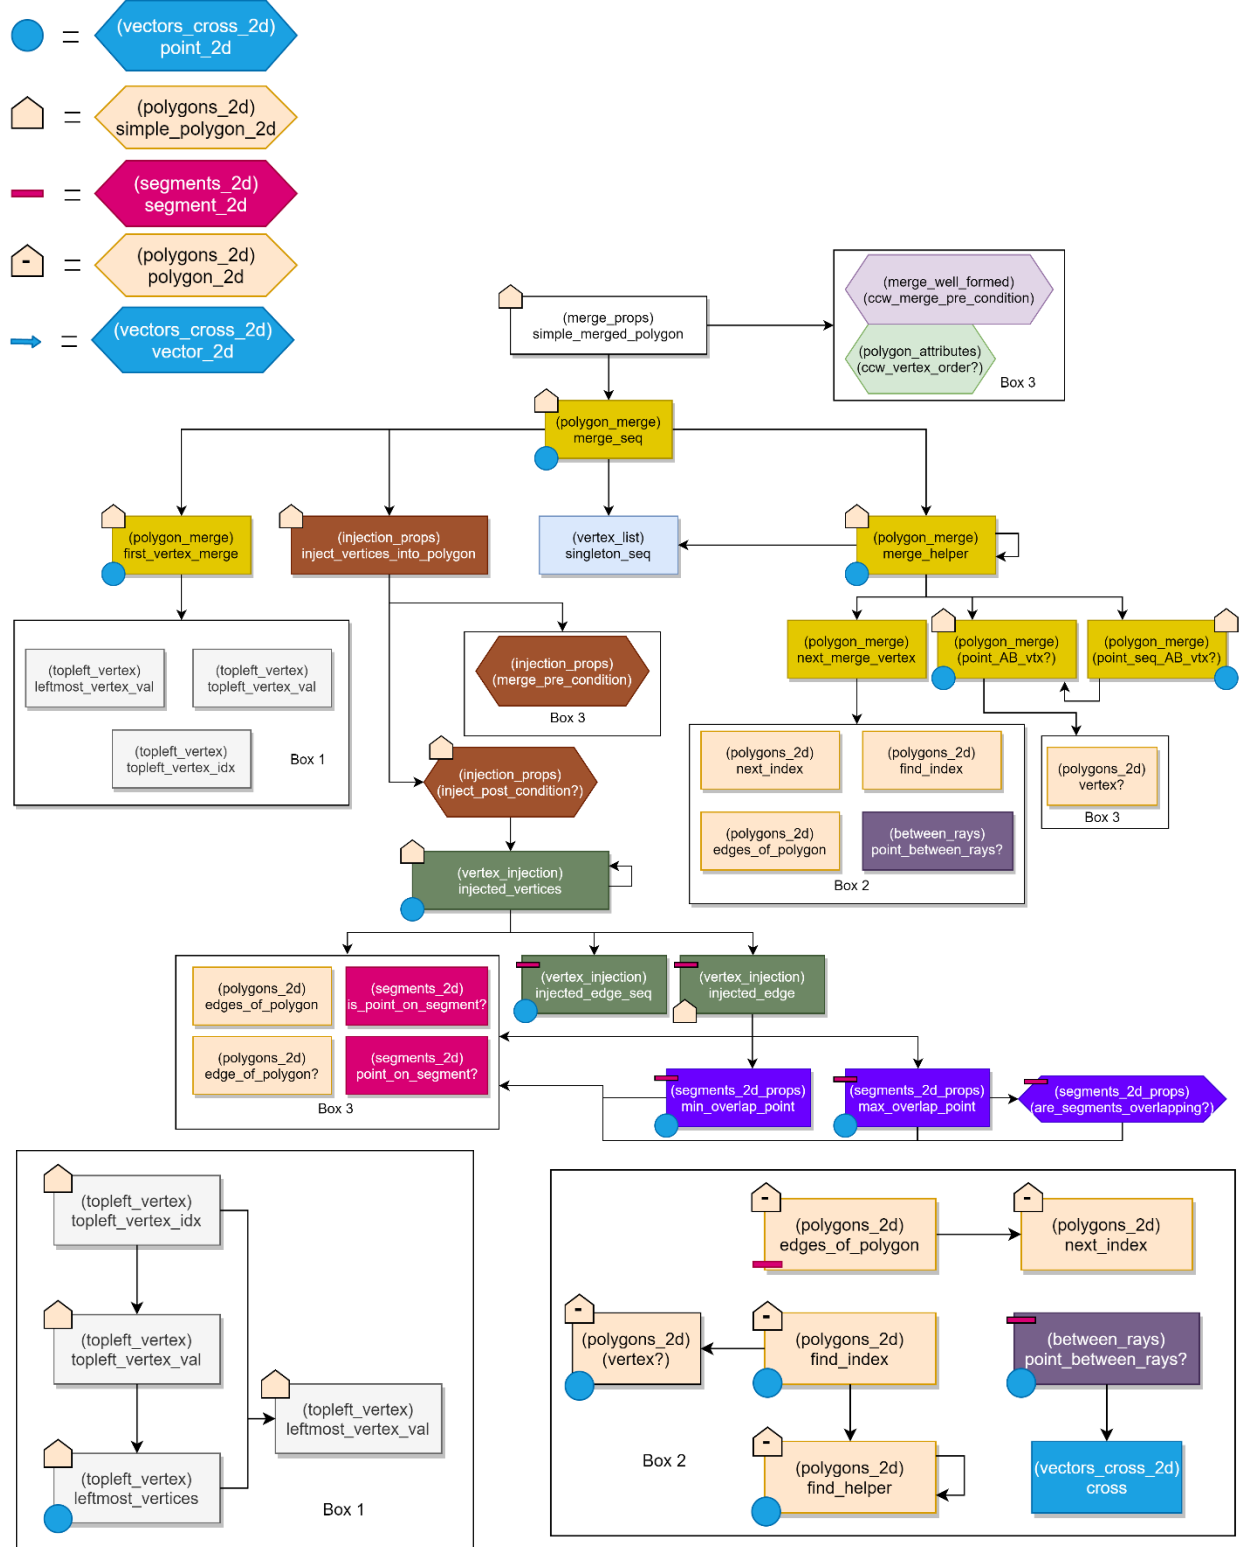 (vectors_cross_2d)
point_2d
=
(polygons_2d)
simple_polygon_2d
=
(segments_2d)
segment_2d
=
(polygons_2d)
polygon_2d
-
=
(vectors_cross_2d)
vector_2d
=
(merge_well_formed)
(ccw_merge_pre_condition)
(polygon_attributes)
(ccw_vertex_order?)
Box 3
(merge_props)
simple_merged_polygon
(polygon_merge)
merge_seq
(polygon_merge)
first_vertex_merge
(injection_props)
inject_vertices_into_polygon
(vertex_list)
singleton_seq
(polygon_merge)
merge_helper
(topleft_vertex)
leftmost_vertex_val
(topleft_vertex)
topleft_vertex_val
(topleft_vertex)
topleft_vertex_idx
Box 1
(injection_props)
(merge_pre_condition)
Box 3
(polygon_merge)
next_merge_vertex
(polygon_merge)
(point_AB_vtx?)
(polygon_merge)
(point_seq_AB_vtx?)
(injection_props)
(inject_post_condition?)
(polygons_2d)
next_index
(polygons_2d)
find_index
(polygons_2d)
edges_of_polygon
(between_rays)
point_between_rays?
Box 2
(polygons_2d)
vertex?
Box 3
(vertex_injection)
injected_vertices
(polygons_2d)
edges_of_polygon
(segments_2d)
is_point_on_segment?
(polygons_2d)
edge_of_polygon?
(segments_2d)
point_on_segment?
Box 3
(vertex_injection)
injected_edge_seq
(vertex_injection)
injected_edge
(segments_2d_props)
min_overlap_point
(segments_2d_props)
max_overlap_point
(segments_2d_props)
(are_segments_overlapping?)
(topleft_vertex)
topleft_vertex_idx
(topleft_vertex)
topleft_vertex_val
(topleft_vertex)
leftmost_vertex_val
(topleft_vertex)
leftmost_vertices
Box 1
-
(polygons_2d)
edges_of_polygon
-
(polygons_2d)
next_index
-
(polygons_2d)
(vertex?)
-
(polygons_2d)
find_index
(between_rays)
point_between_rays?
-
(polygons_2d)
find_helper
(vectors_cross_2d)
cross
Box 2